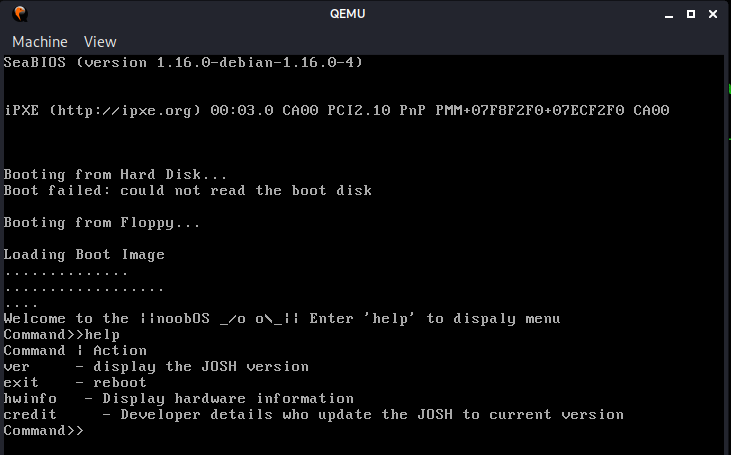 QEMU
Machine View
SeaBIOS (version 1.16.0-debian-1.16.0-4)
iPXE (http://ipxe.org) 00:03.0 CA00 PCI2.10 PnP PMM+07F8F2F0+07ECF2F0 CA00
Booting from Hard Disk...
Boot failed: could not read the boot disk
Booting from Floppy...
Loading Boot Image
..............
..................
....
Welcome to the ||noobOS _/o o\_|| Enter 'help' to dispaly menu
Command>>help
Command | Action
ver - display the JOSH version
exit - reboot
hwinfo - Display hardware information
credit - Developer details who update the JOSH to current version
Command>>